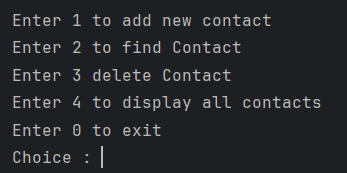 Enter 1 to add new contact
Enter 2 to find Contact
Enter 3 delete Contact
Enter 4 to display all contacts
Enter 0 to exit
Choice :